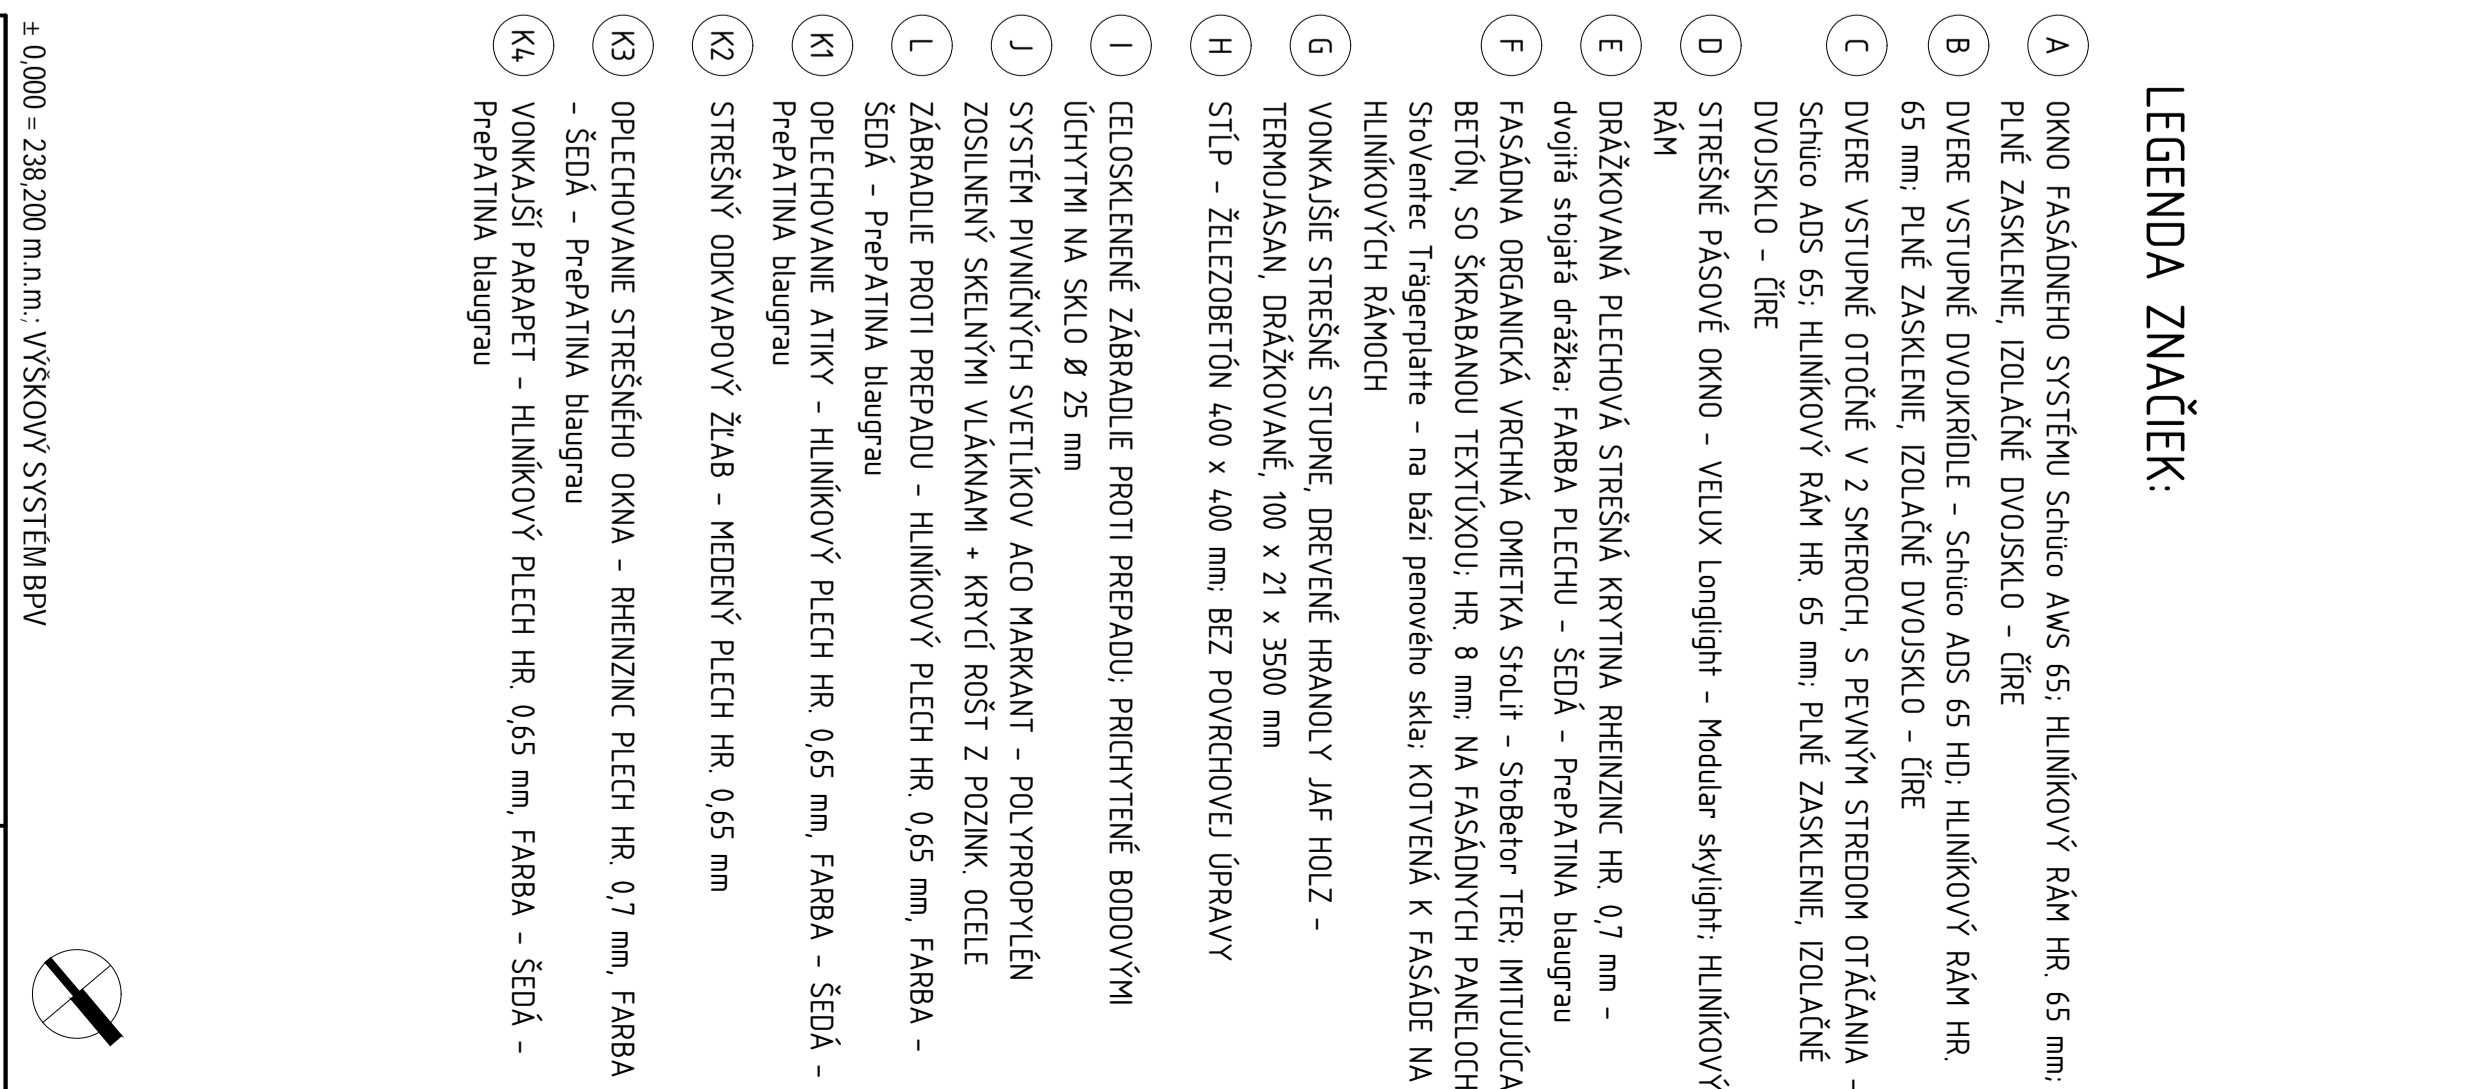 LEGENDA ZNAČIEK:
A OKNO FASÁDNEHO SYSTÉMU Schüco AWS 65; HLINÍKOVÝ RÁM HR. 65 mm;
PLNÉ ZASKLENIE, IZOLAČNÉ DVOJSKLO - ČÍRE
B DVERE VSTUPNÉ DVOJKRÍDLE - Schüco ADS 65 HD; HLINÍKOVÝ RÁM HR.
65 mm; PLNÉ ZASKLENIE, IZOLAČNÉ DVOJSKLO - ČÍRE
C DVERE VSTUPNÉ OTOČNÉ V 2 SMEROCH, S PEVNÝM STREDOM OTÁČANIA -
Schüco ADS 65; HLINÍKOVÝ RÁM HR. 65 mm; PLNÉ ZASKLENIE, IZOLAČNÉ
DVOJSKLO - ČÍRE
D STREŠNÉ PÁSOVÉ OKNO - VELUX Longlight - Modular skylight; HLINÍKOVÝ
RÁM
E DRÁŽKOVANÁ PLECHOVÁ STREŠNÁ KRYTINA RHEINZINC HR. 0,7 mm -
dvojitá stojatá drážka; FARBA PLECHU - ŠEDÁ - PrePATINA blaugrau
F FASÁDNA ORGANICKÁ VRCHNÁ OMIETKA StoLit - StoBetor TER; IMITUJÚCA
BETÓN, SO ŠKRABANOU TEXTÚXOU; HR. 8 mm; NA FASÁDNYCH PANELOCH
StoVentec Trägerplatte - na bázi penového skla; KOTVENÁ K FASÁDE NA
HLINÍKOVÝCH RÁMOCH
G VONKAJŠIE STREŠNÉ STUPNE, DREVENÉ HRANOLY JAF HOLZ -
TERMOJASAN, DRÁŽKOVANÉ, 100 x 21 x 3500 mm
H STĹP - ŽELEZOBETÓN 400 x 400 mm; BEZ POVRCHOVEJ ÚPRAVY
I CELOSKLENENÉ ZÁBRADLIE PROTI PREPADU; PRICHYTENÉ BODOVÝMI
ÚCHYTMI NA SKLO Ø 25 mm
J SYSTÉM PIVNIČNÝCH SVETLÍKOV ACO MARKANT - POLYPROPYLÉN
ZOSILNENÝ SKELNÝMI VLÁKNAMI + KRYCÍ ROŠT Z POZINK. OCELE
L ZÁBRADLIE PROTI PREPADU - HLINÍKOVÝ PLECH HR. 0,65 mm, FARBA -
ŠEDÁ - PrePATINA blaugrau
K1 OPLECHOVANIE ATIKY - HLINÍKOVÝ PLECH HR. 0,65 mm, FARBA - ŠEDÁ -
PrePATINA blaugrau
K2 STREŠNÝ ODKVAPOVÝ ŽĽAB - MEDENÝ PLECH HR. 0,65 mm
K3 OPLECHOVANIE STREŠNÉHO OKNA - RHEINZINC PLECH HR. 0,7 mm, FARBA
- ŠEDÁ - PrePATINA blaugrau
K4 VONKAJŠÍ PARAPET - HLINÍKOVÝ PLECH HR. 0,65 mm, FARBA - ŠEDÁ -
PrePATINA blaugrau
± 0,000 = 238,200 m.n.m.; VÝŠKOVÝ SYSTÉM BPV